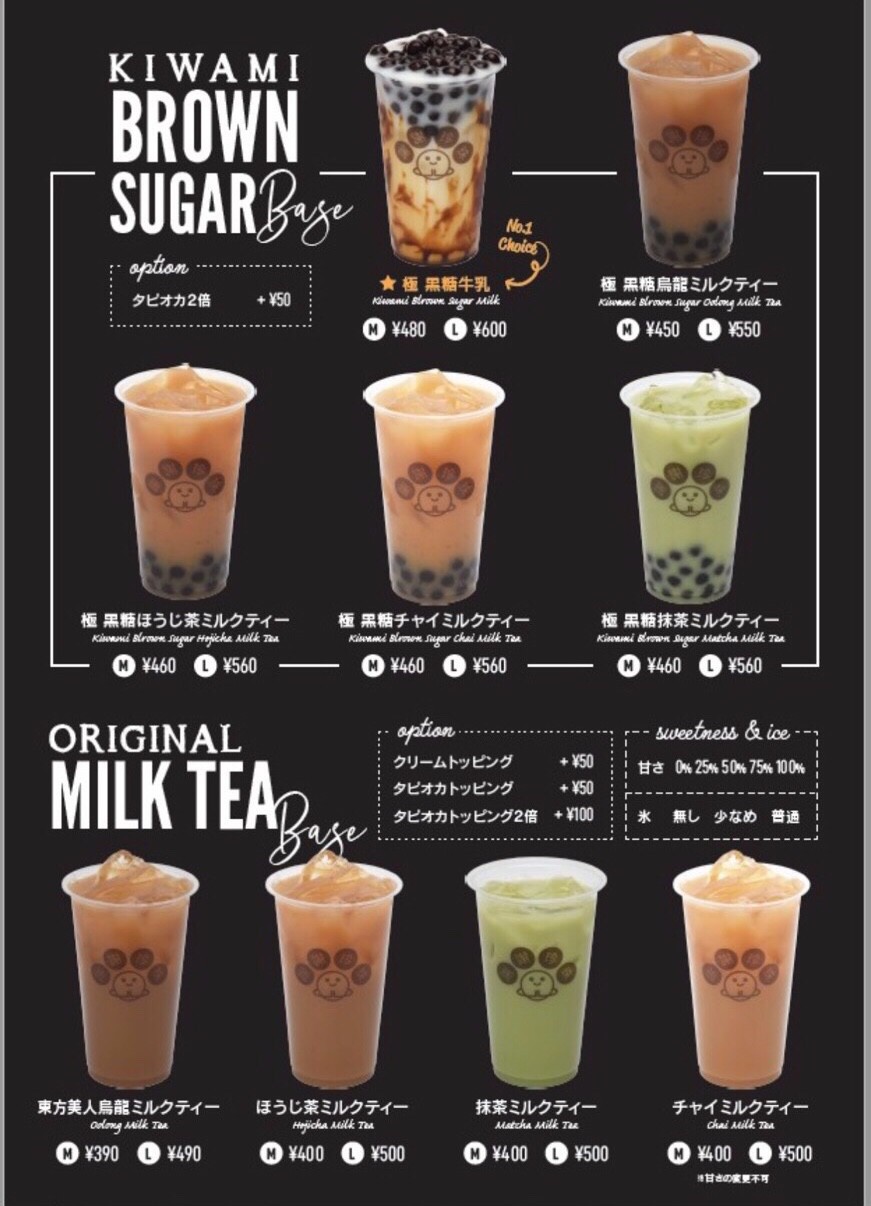 KIWAMI
BROWN
SUGAR Base
option
タピオカ2倍 + ¥50
No.1
Choice
★ 極 黒糖牛乳
Kiwami Blrown Sugar Milk
M ¥480 L ¥600
極 黒糖烏龍ミルクティー
Kiwami Blrown Sugar Oolong Milk Tea
M ¥450 L ¥550
極 黒糖ほうじ茶ミルクティー
Kiwami Blrown Sugar Hojicha Milk Tea
M ¥460 L ¥560
極 黒糖チャイミルクティー
Kiwami Blrown Sugar Chai Milk Tea
M ¥460 L ¥560
極 黒糖抹茶ミルクティー
Kiwami Blrown Sugar Matcha Milk Tea
M ¥460 L ¥560
ORIGINAL
MILK TEA
Base
option
クリームトッピング + ¥50
タピオカトッピング + ¥50
タピオカトッピング2倍 + ¥100
sweetness & ice
甘さ 0% 25% 50% 75% 100%
氷 無し 少なめ 普通
東方美人烏龍ミルクティー
Oolong Milk Tea
M ¥390 L ¥490
ほうじ茶ミルクティー
Hojicha Milk Tea
M ¥400 L ¥500
抹茶ミルクティー
Matcha Milk Tea
M ¥400 L ¥500
チャイミルクティー
Chai Milk Tea
M ¥400 L ¥500
※甘さの変更不可